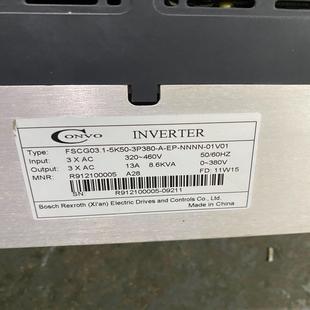 CONVO INVERTER
Type: FSCG03.1-5K50-3P380-A-EP-NNNN-01V01
Input: 3 X AC 320~460V 50/60HZ
Output: 3 X AC 13A 8.6KVA 0~380V
MNR: R912100005 A28 FD: 11W15
SN R912100005-09211
Bosch Rexroth (Xi'an) Electric Drives and Controls Co., Ltd.
Made in China